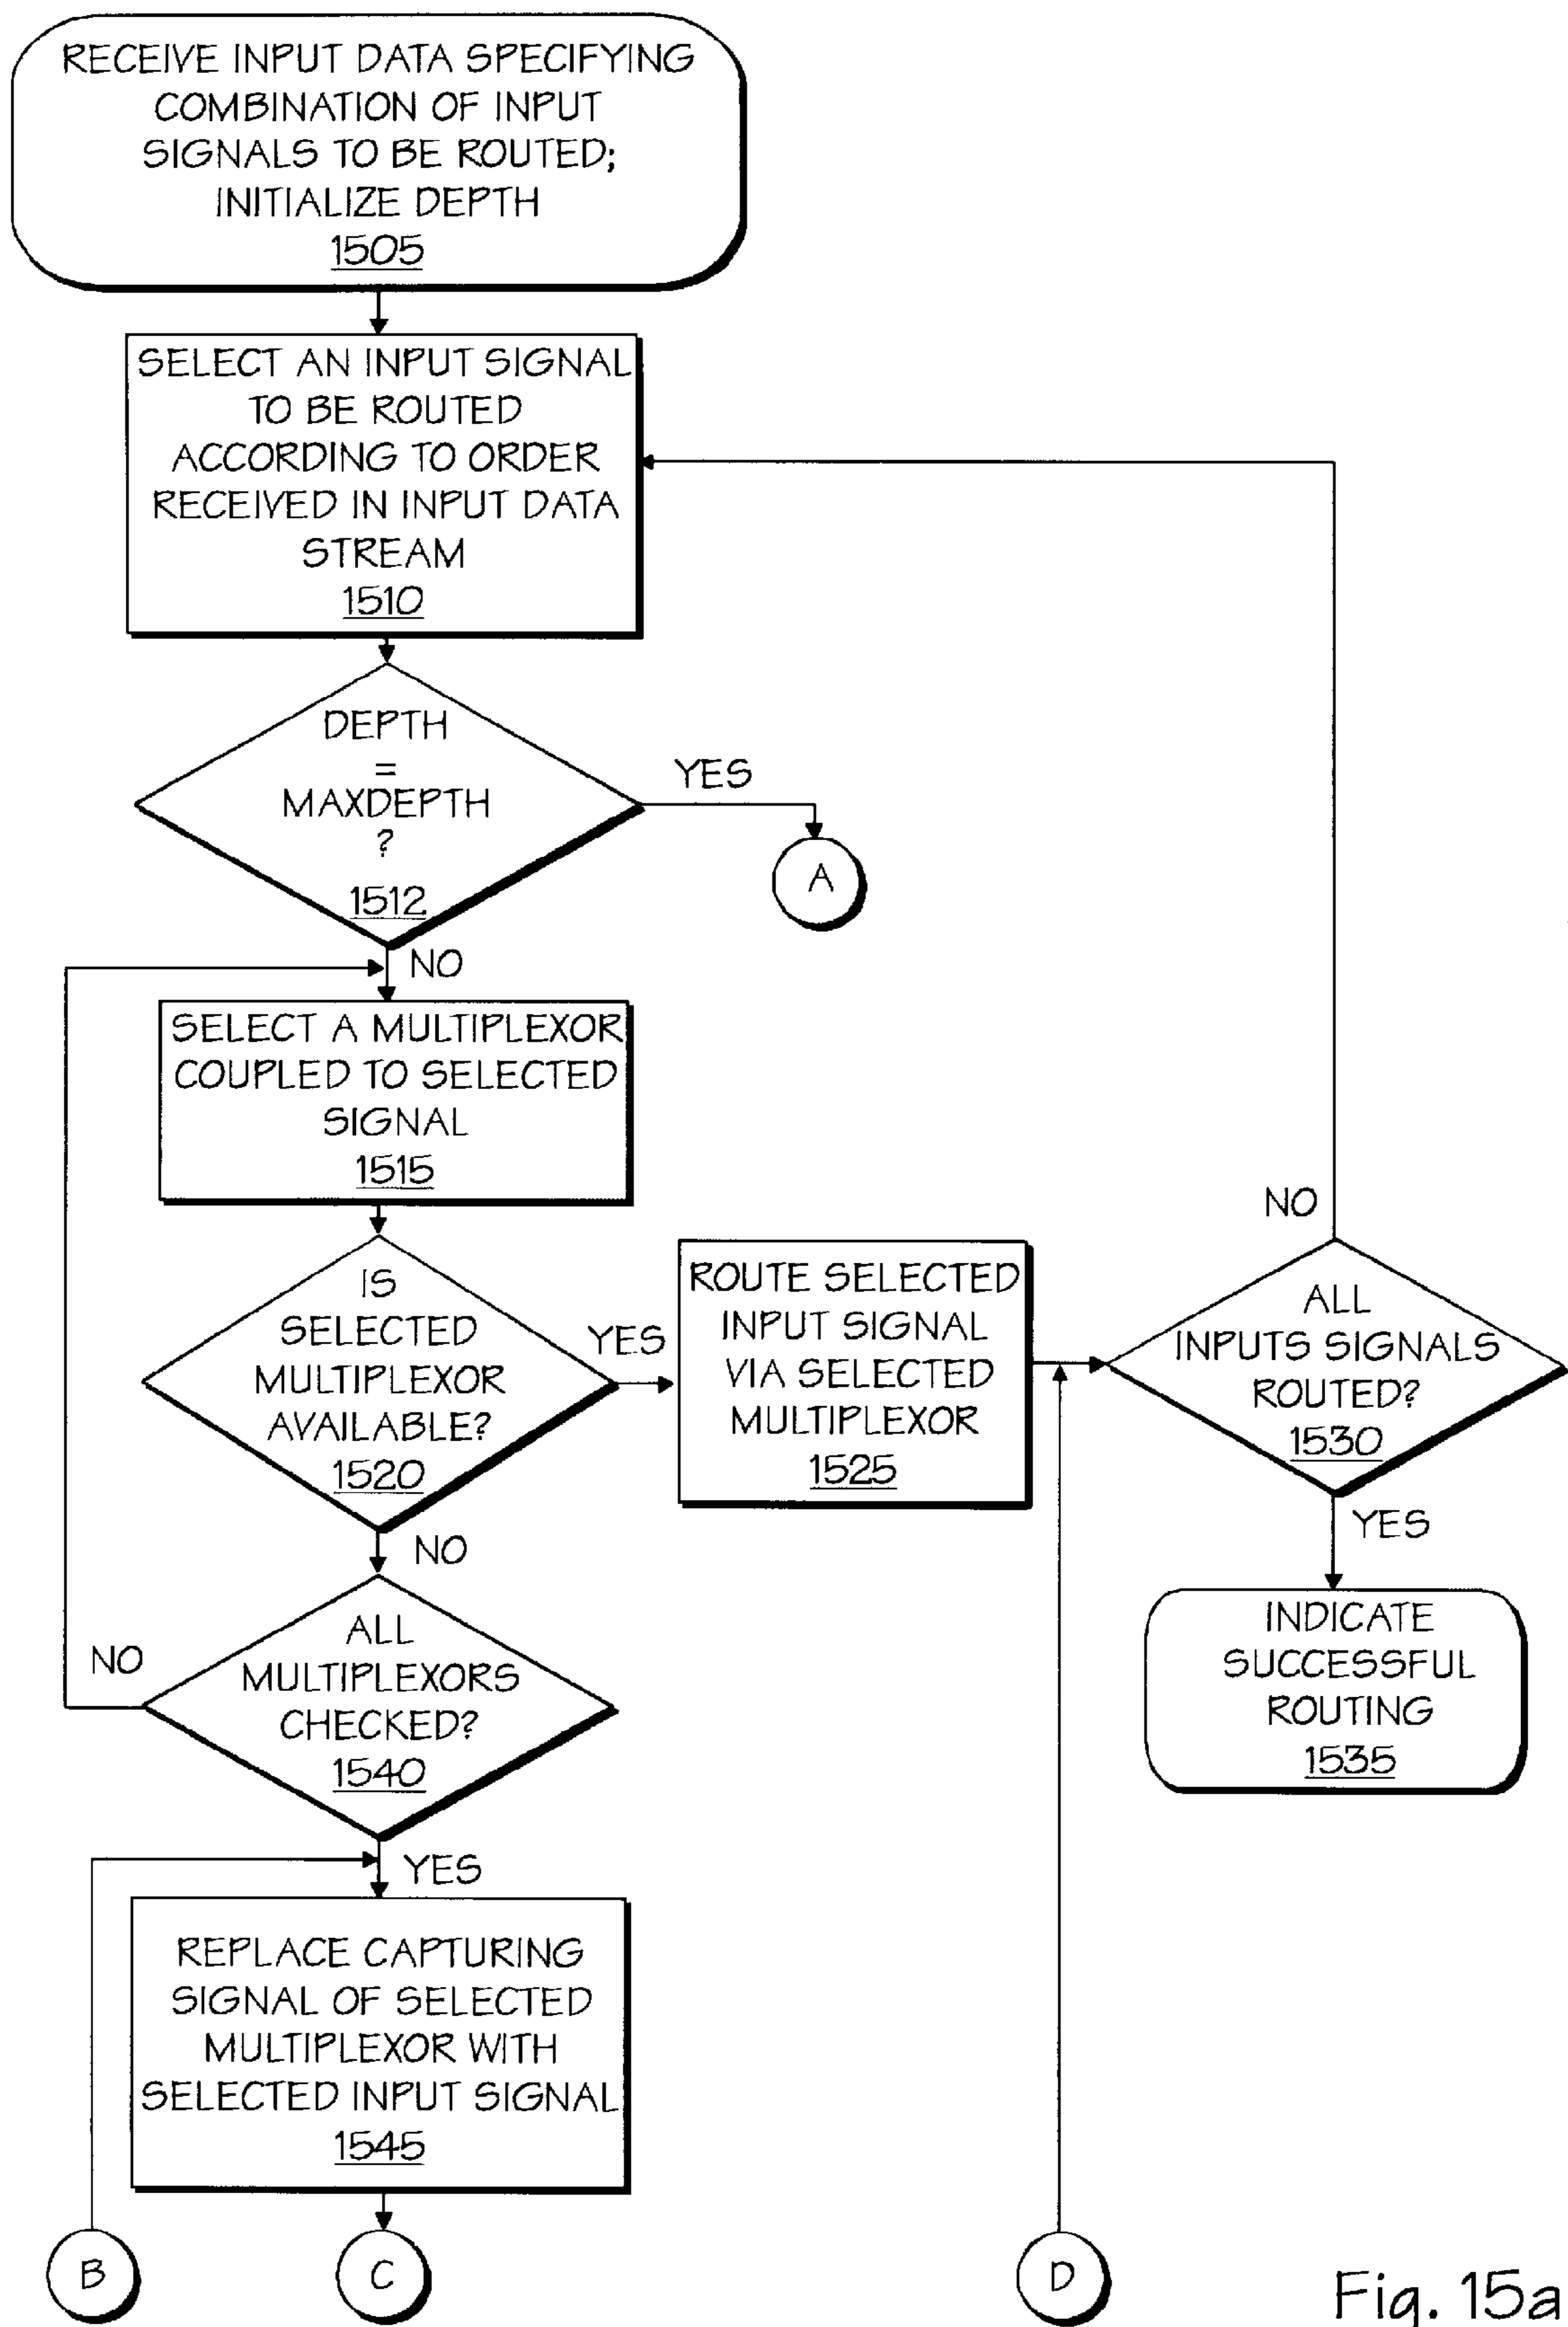 RECEIVE INPUT DATA SPECIFYING
COMBINATION OF INPUT
SIGNALS TO BE ROUTED;
INITIALIZE DEPTH
1505
SELECT AN INPUT SIGNAL
TO BE ROUTED
ACCORDING TO ORDER
RECEIVED IN INPUT DATA
STREAM
1510
DEPTH
=
MAXDEPTH
?
1512
YES
A
NO
SELECT A MULTIPLEXOR
COUPLED TO SELECTED
SIGNAL
1515
IS
SELECTED
MULTIPLEXOR
AVAILABLE?
1520
YES
ROUTE SELECTED
INPUT SIGNAL
VIA SELECTED
MULTIPLEXOR
1525
NO
ALL
INPUTS SIGNALS
ROUTED?
1530
YES
INDICATE
SUCCESSFUL
ROUTING
1535
NO
ALL
MULTIPLEXORS
CHECKED?
1540
NO
YES
REPLACE CAPTURING
SIGNAL OF SELECTED
MULTIPLEXOR WITH
SELECTED INPUT SIGNAL
1545
B
C
D
Fig. 15a